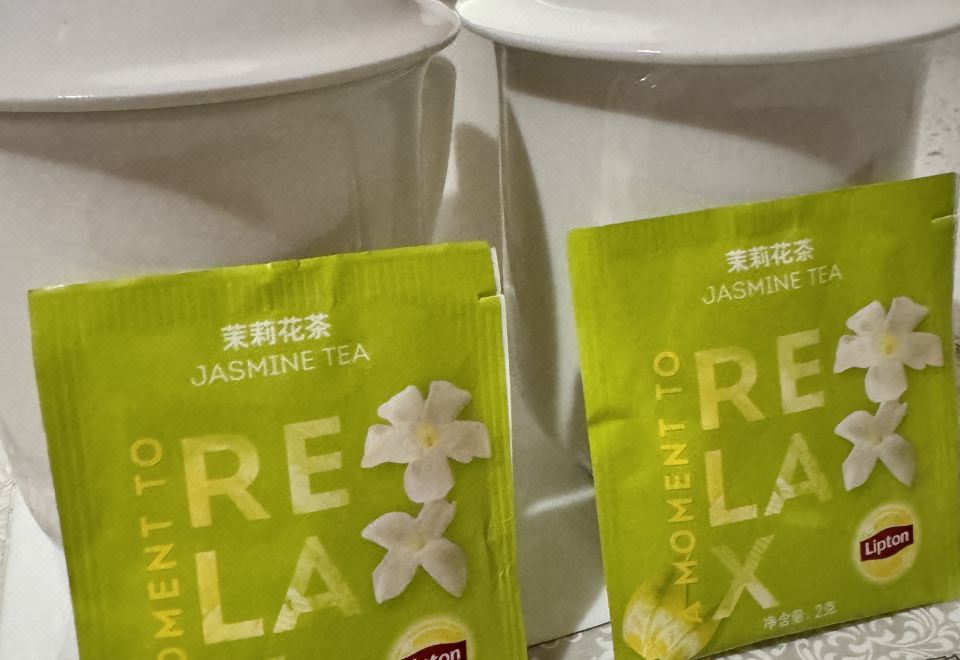 茉莉花茶
JASMINE TEA
MOMENT TO
RE
LA
Lipton
茉莉花茶
JASMINE TEA
A MOMENT TO
RE
LA
X
Lipton
净含量: 2克